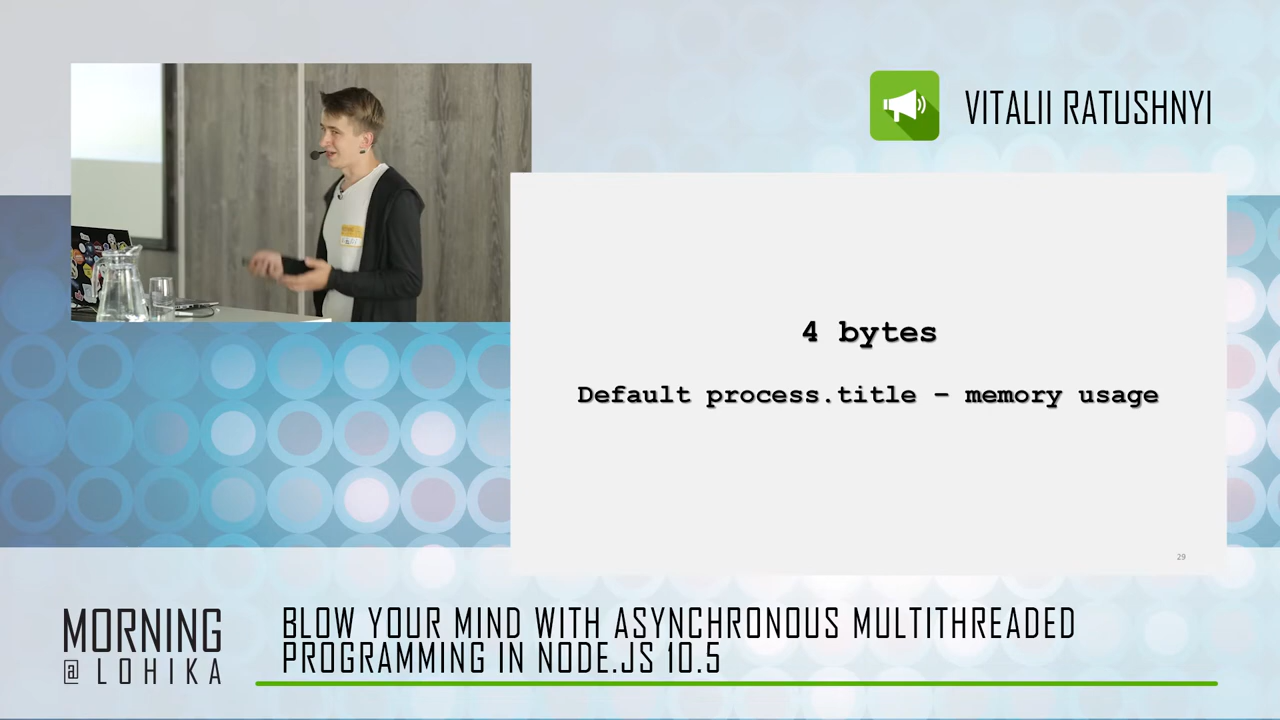 VITALII RATUSHNYI
4 bytes
Default process.title – memory usage
29
MORNING
@LOHIKA
BLOW YOUR MIND WITH ASYNCHRONOUS MULTITHREADED
PROGRAMMING IN NODE.JS 10.5